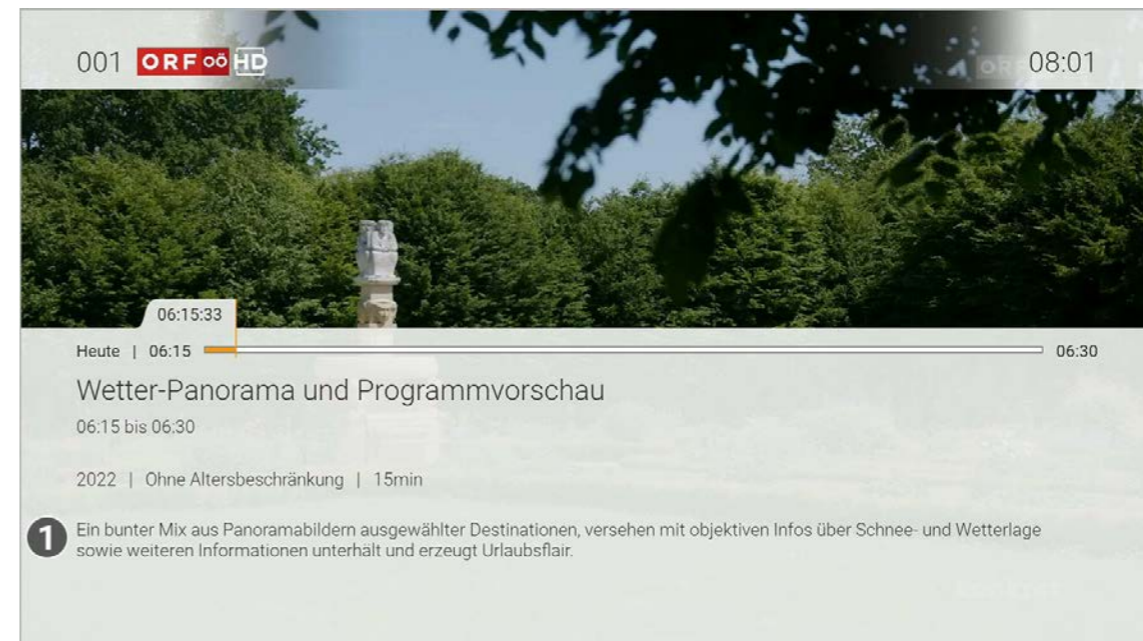 001 ORF OÖ HD
08:01
06:15:33
Heute | 06:15
06:30
Wetter-Panorama und Programmvorschau
06:15 bis 06:30
2022 | Ohne Altersbeschränkung | 15min
1
Ein bunter Mix aus Panoramabildern ausgewählter Destinationen, versehen mit objektiven Infos über Schnee- und Wetterlage
sowie weiteren Informationen unterhält und erzeugt Urlaubsflair.